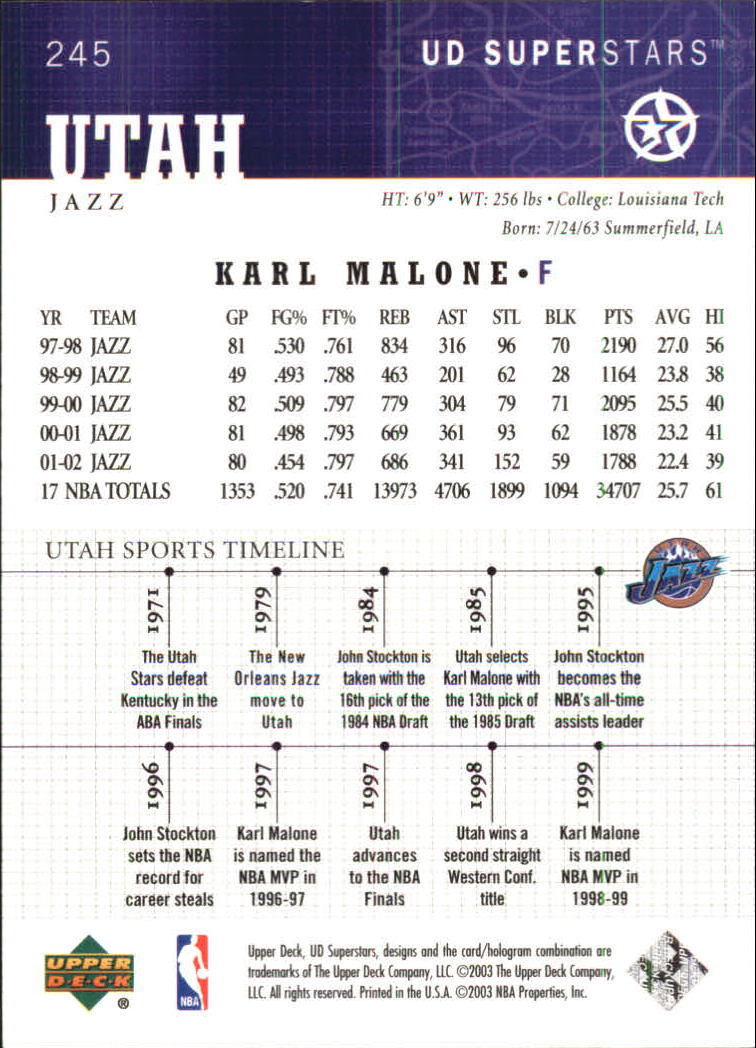 245
UD SUPERSTARS™
UTAH
JAZZ
HT: 6'9" • WT: 256 lbs • College: Louisiana Tech
Born: 7/24/63 Summerfield, LA
KARL MALONE • F
YR TEAM GP FG% FT% REB AST STL BLK PTS AVG HI
97-98 JAZZ 81 .530 .761 834 316 96 70 2190 27.0 56
98-99 JAZZ 49 .493 .788 463 201 62 28 1164 23.8 38
99-00 JAZZ 82 .509 .797 779 304 79 71 2095 25.5 40
00-01 JAZZ 81 .498 .793 669 361 93 62 1878 23.2 41
01-02 JAZZ 80 .454 .797 686 341 152 59 1788 22.4 39
17 NBA TOTALS 1353 .520 .741 13973 4706 1899 1094 34707 25.7 61
UTAH SPORTS TIMELINE
UTAH
JAZZ
1971
The Utah
Stars defeat
Kentucky in the
ABA Finals
1979
The New
Orleans Jazz
move to
Utah
1984
John Stockton is
taken with the
16th pick of the
1984 NBA Draft
1985
Utah selects
Karl Malone with
the 13th pick of
the 1985 Draft
1995
John Stockton
becomes the
NBA's all-time
assists leader
1996
John Stockton
sets the NBA
record for
career steals
1997
Karl Malone
is named the
NBA MVP in
1996-97
1997
Utah
advances
to the NBA
Finals
1998
Utah wins a
second straight
Western Conf.
title
1999
Karl Malone
is named
NBA MVP in
1998-99
UPPER
DECK
®
NBA
Upper Deck, UD Superstars, designs and the card/hologram combination are
trademarks of The Upper Deck Company, LLC. ©2003 The Upper Deck Company,
LLC. All rights reserved. Printed in the U.S.A. ©2003 NBA Properties, Inc.